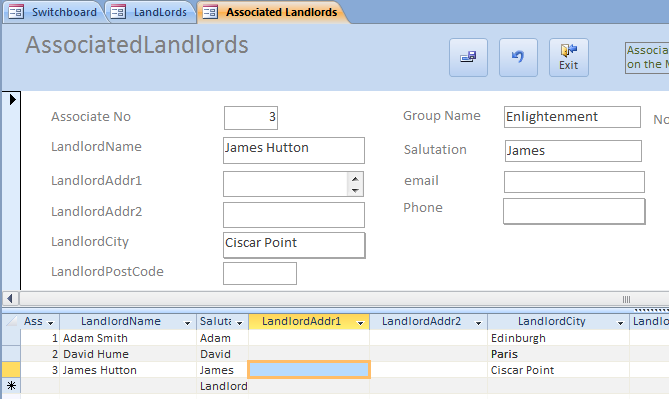 Switchboard LandLords Associated Landlords
AssociatedLandlords
Exit
Associa
on the
Associate No 3 Group Name Enlightenment
LandlordName James Hutton Salutation James
LandlordAddr1 email
LandlordAddr2 Phone
LandlordCity Ciscar Point
LandlordPostCode
Ass LandlordName Saluta LandlordAddr1 LandlordAddr2 LandlordCity Landlord
1 Adam Smith Adam Edinburgh
2 David Hume David Paris
3 James Hutton James Ciscar Point
Landlord